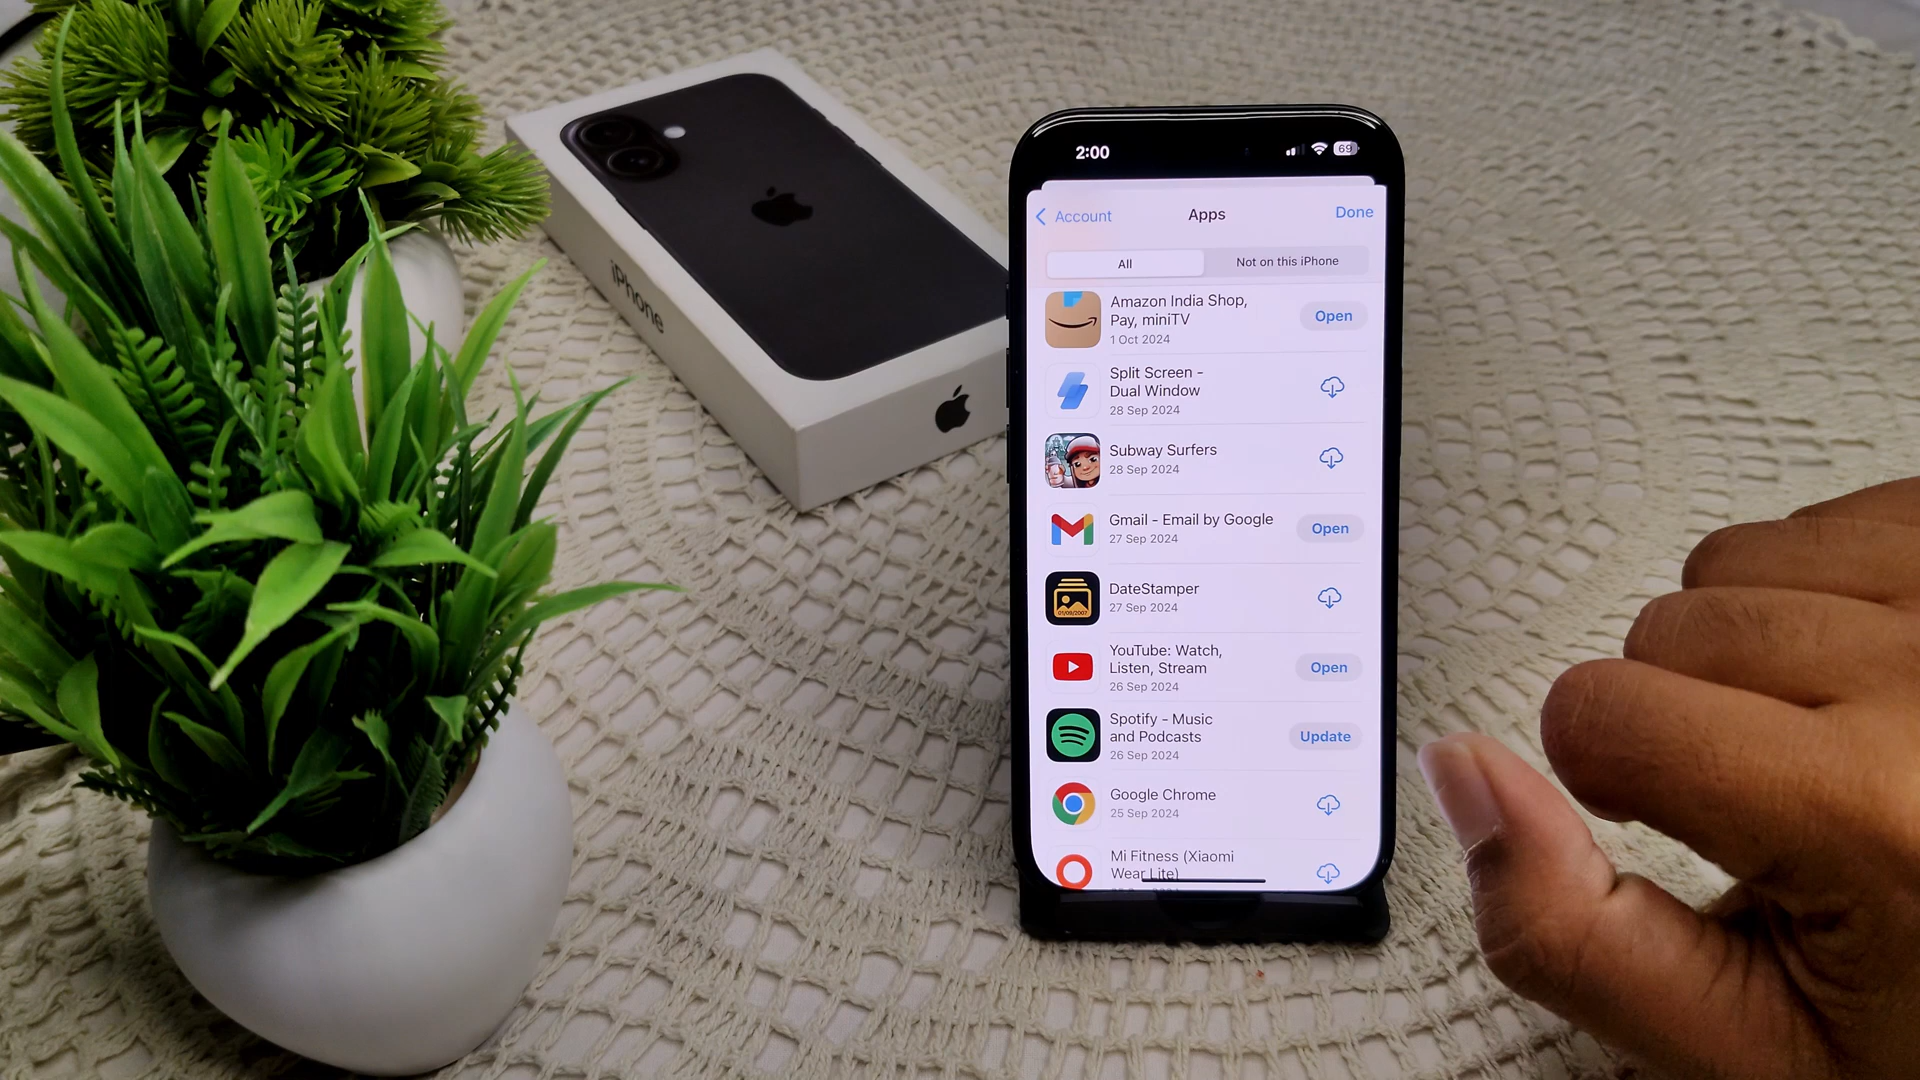 iPhone
2:00
69
Account
Apps
Done
All
Not on this iPhone
Amazon India Shop,
Pay, miniTV
1 Oct 2024
Open
Split Screen -
Dual Window
28 Sep 2024
Subway Surfers
28 Sep 2024
Gmail - Email by Google
27 Sep 2024
Open
DateStamper
27 Sep 2024
YouTube: Watch,
Listen, Stream
26 Sep 2024
Open
Spotify - Music
and Podcasts
26 Sep 2024
Update
Google Chrome
25 Sep 2024
Mi Fitness (Xiaomi
Wear Lite)